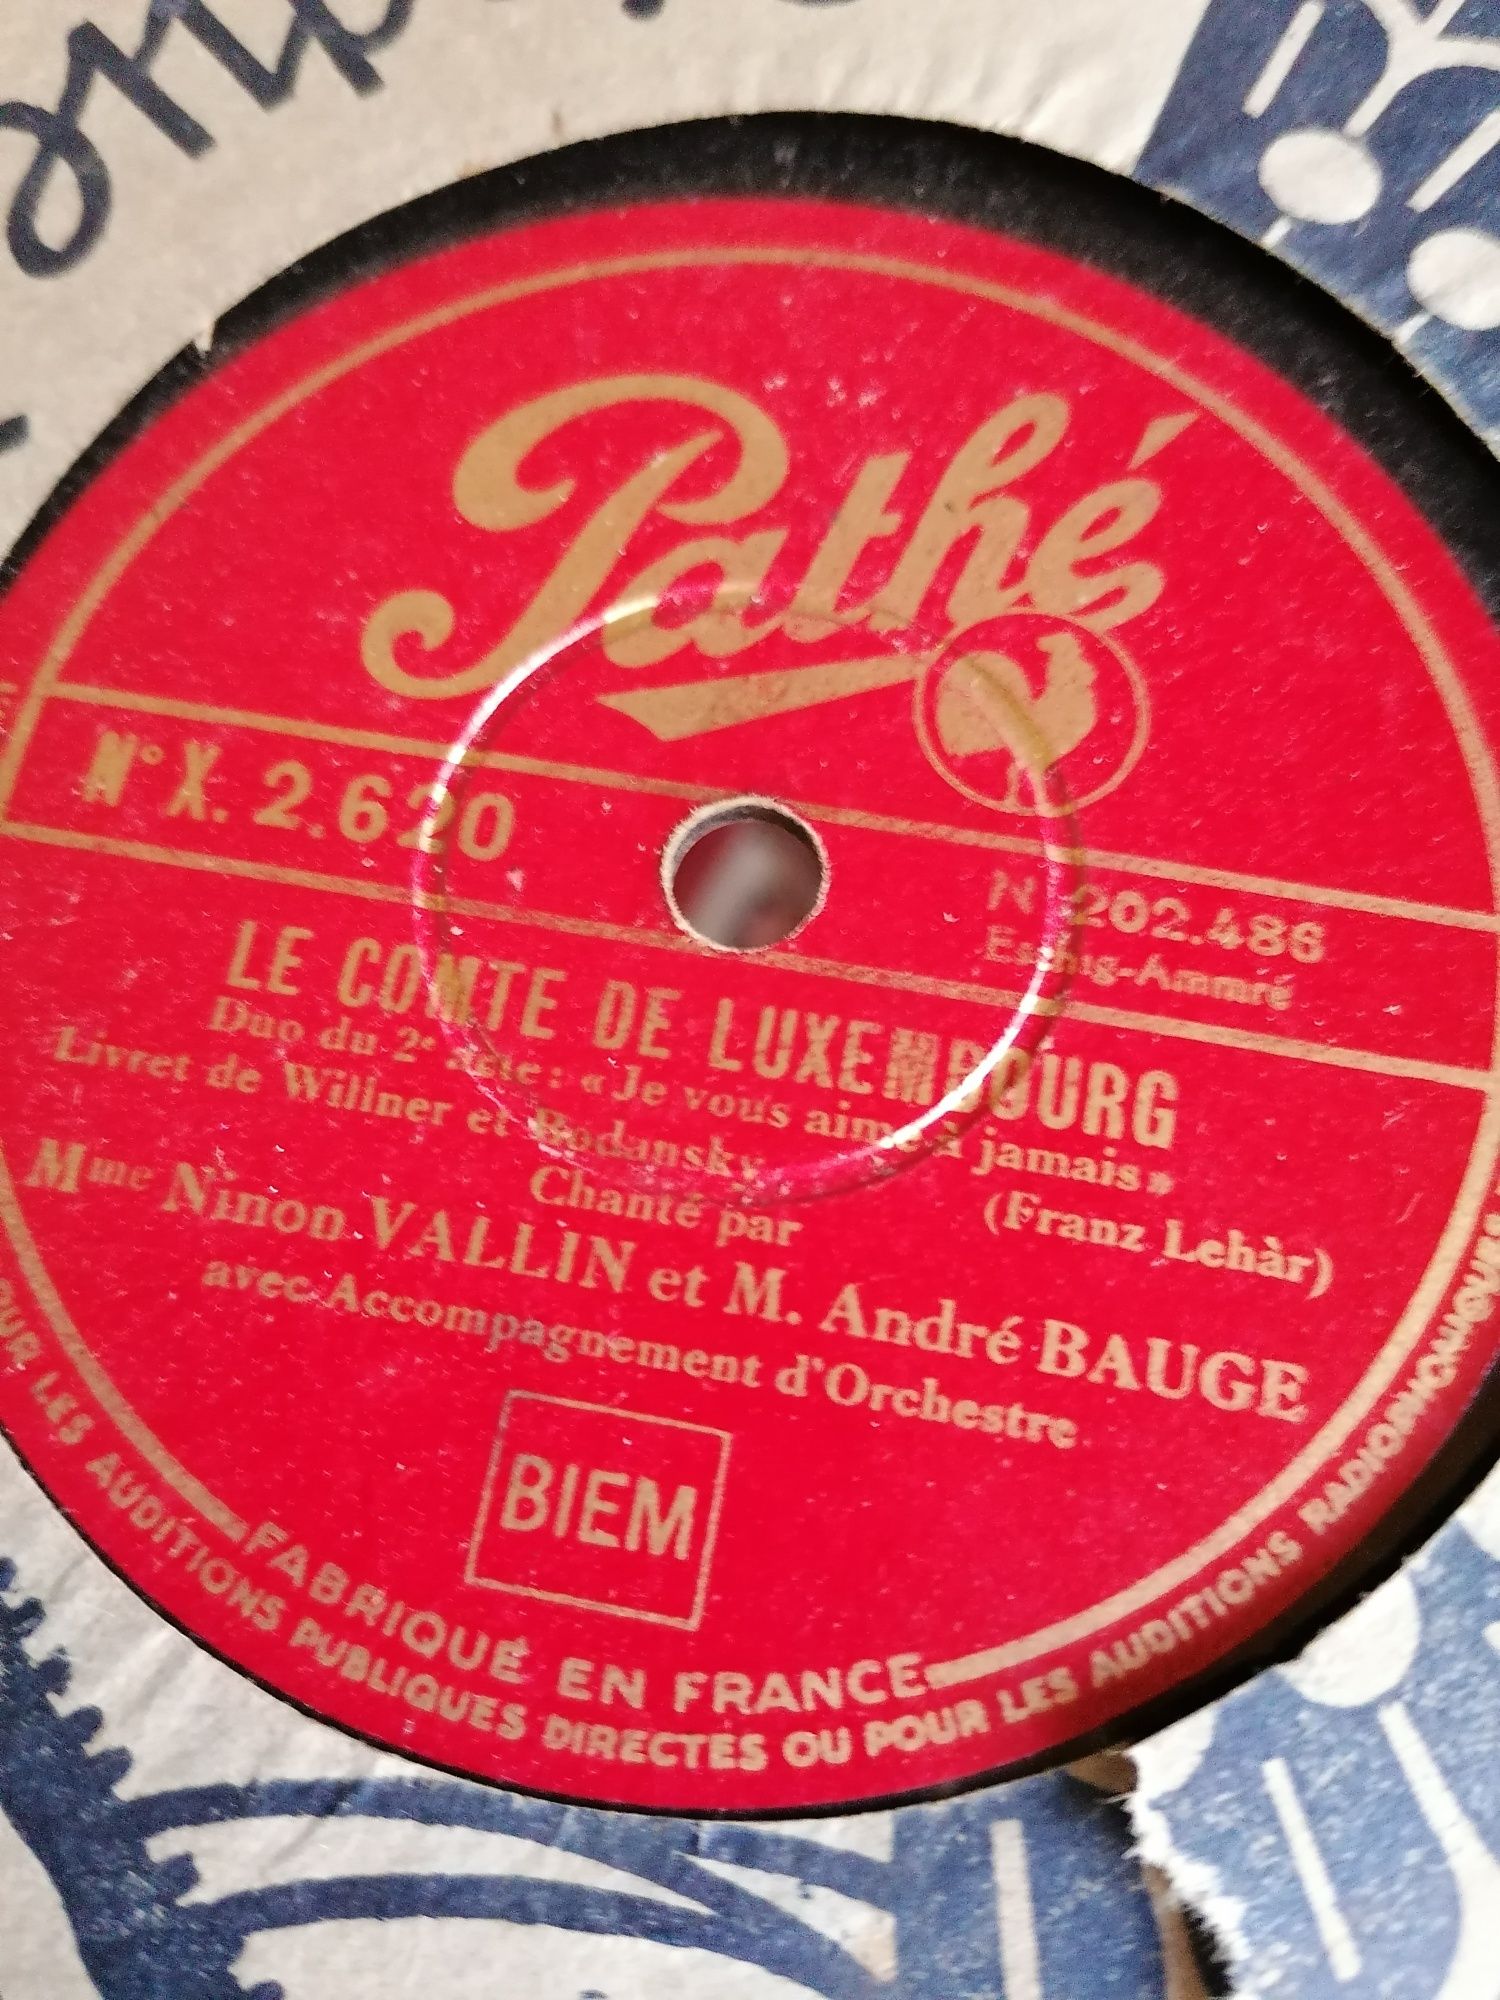 Pathé
N° X. 2.620
N° 202.486
LE COMTE DE LUXEMBOURG
Duo du 2e Acte : « Je vous aime à jamais »
Livret de Willner et Bodansky
(Franz Lehàr)
Chanté par
Mme Ninon VALLIN et M. André BAUGE
avec Accompagnement d'Orchestre
BIEM
FABRIQUÉ EN FRANCE
POUR LES AUDITIONS PUBLIQUES DIRECTES OU POUR LES AUDITIONS RADIOPHONIQUES